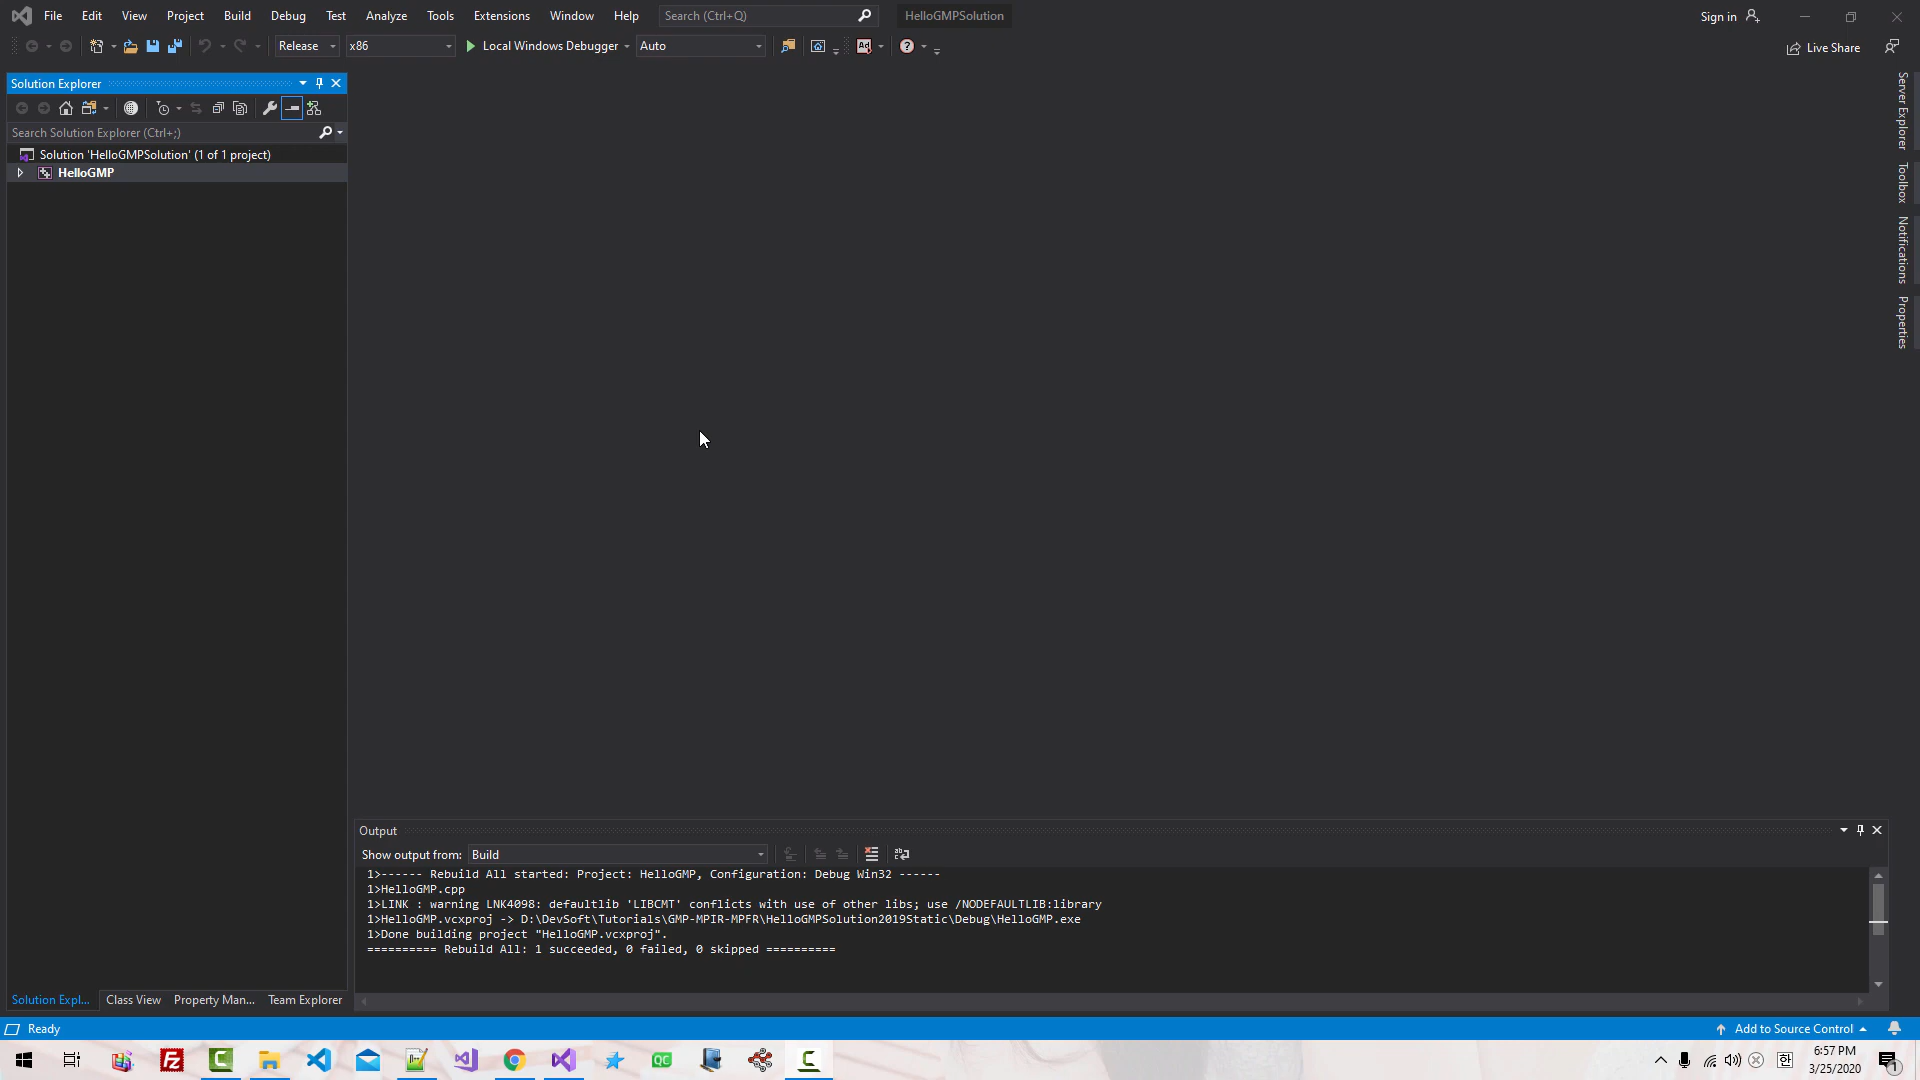 File Edit View Project Build Debug Test Analyze Tools Extensions Window Help Search (Ctrl+Q) HelloGMPSolution Sign in
Release x86 Local Windows Debugger Auto Live Share
Solution Explorer
Search Solution Explorer (Ctrl+;)
Solution 'HelloGMPSolution' (1 of 1 project)
HelloGMP
Server Explorer
Toolbox
Notifications
Properties
Output
Show output from: Build
1>------ Rebuild All started: Project: HelloGMP, Configuration: Debug Win32 ------
1>HelloGMP.cpp
1>LINK : warning LNK4098: defaultlib 'LIBCMT' conflicts with use of other libs; use /NODEFAULTLIB:library
1>HelloGMP.vcxproj -> D:\DevSoft\Tutorials\GMP-MPIR-MPFR\HelloGMPSolution2019Static\Debug\HelloGMP.exe
1>Done building project "HelloGMP.vcxproj".
========== Rebuild All: 1 succeeded, 0 failed, 0 skipped ==========
Solution Expl... Class View Property Man... Team Explorer
Ready Add to Source Control
Fz C QC C 한 6:57 PM
3/25/2020 1